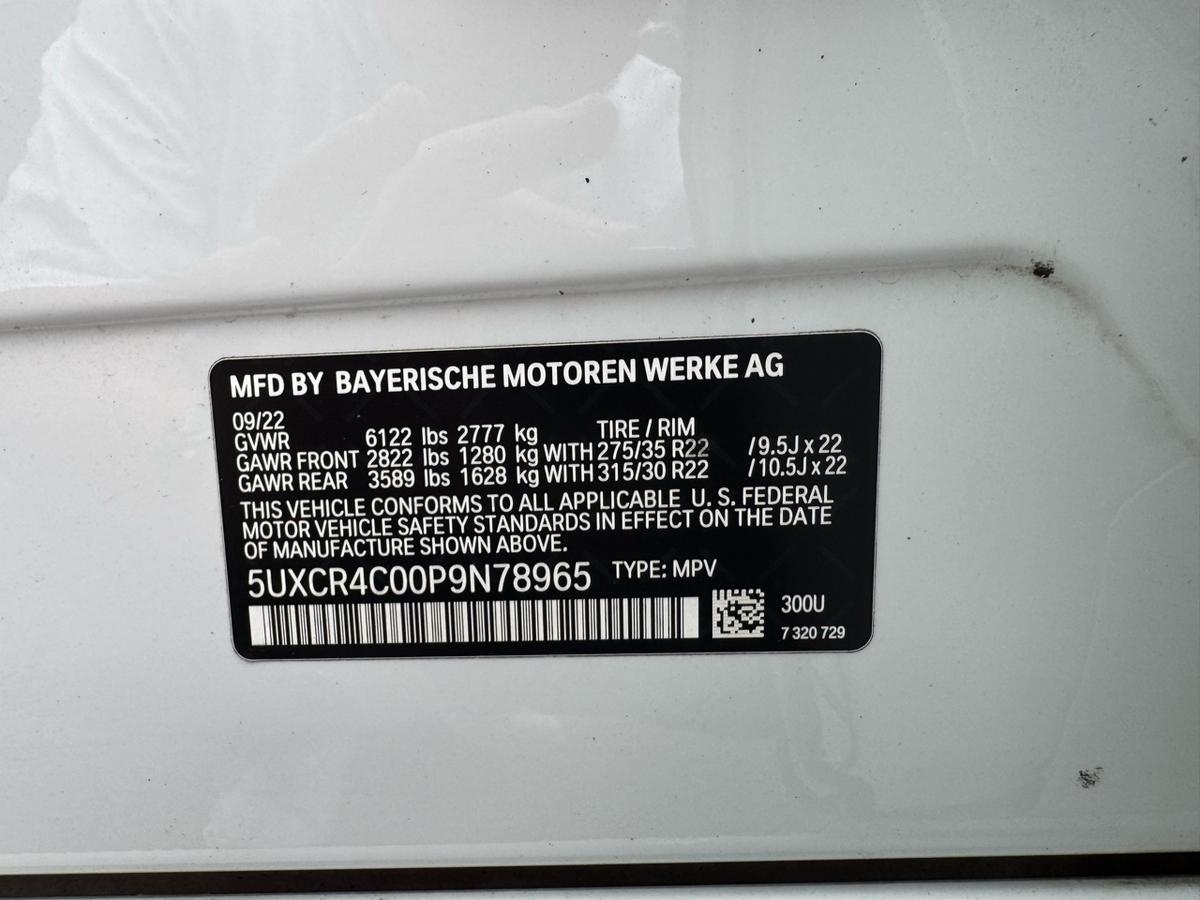 MFD BY BAYERISCHE MOTOREN WERKE AG
09/22 TIRE / RIM
GVWR 6122 lbs 2777 kg
GAWR FRONT 2822 lbs 1280 kg WITH 275/35 R22 /9.5J x 22
GAWR REAR 3589 lbs 1628 kg WITH 315/30 R22 /10.5J x 22
THIS VEHICLE CONFORMS TO ALL APPLICABLE U. S. FEDERAL
MOTOR VEHICLE SAFETY STANDARDS IN EFFECT ON THE DATE
OF MANUFACTURE SHOWN ABOVE.
5UXCR4C00P9N78965 TYPE: MPV
300U
7 320 729